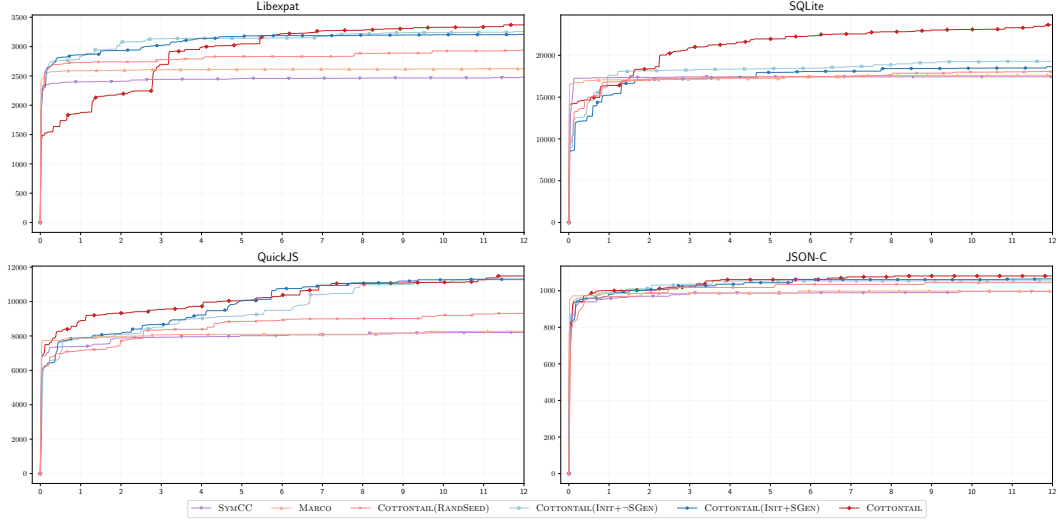 Libexpat
3500
3000
2500
2000
1500
1000
500
0
0 1 2 3 4 5 6 7 8 9 10 11 12
SQLite
20000
15000
10000
5000
0
0 1 2 3 4 5 6 7 8 9 10 11 12
QuickJS
12000
10000
8000
6000
4000
2000
0
0 1 2 3 4 5 6 7 8 9 10 11 12
JSON-C
1000
800
600
400
200
0
0 1 2 3 4 5 6 7 8 9 10 11 12
SYMCC MARCO COTTONTAIL(RANDSEED) COTTONTAIL(INIT+¬SGEN) COTTONTAIL(INIT+SGEN) COTTONTAIL